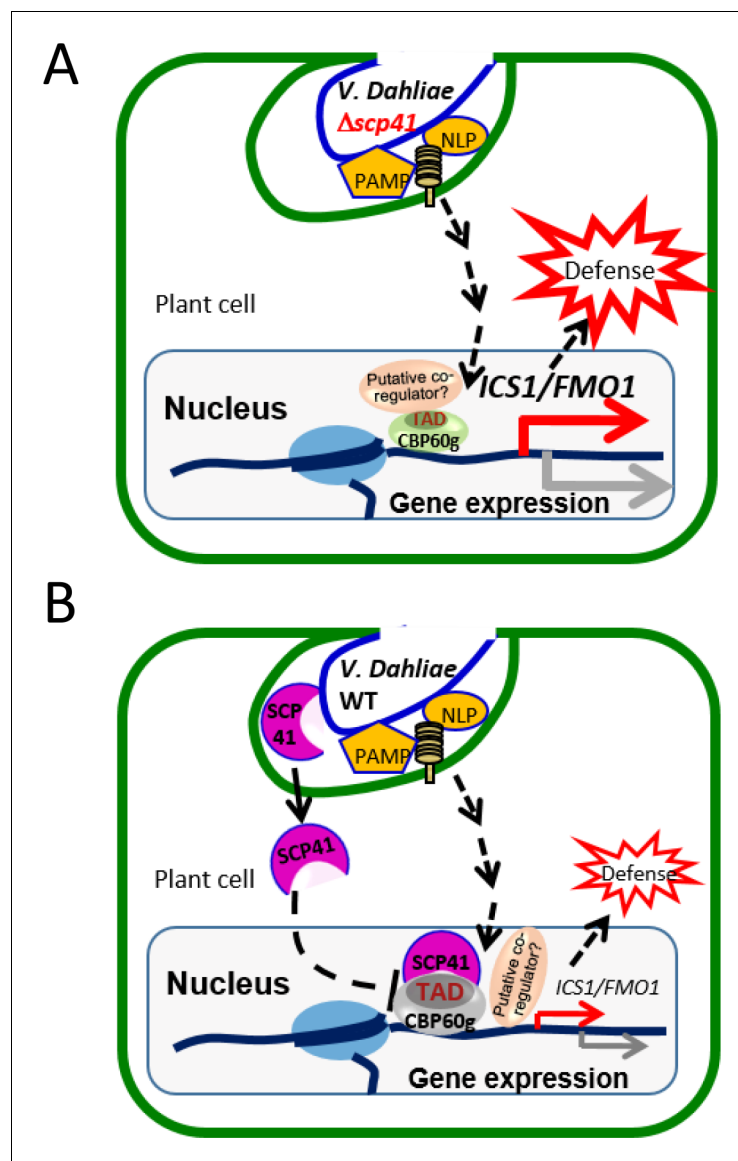 A
V. Dahliae
Δscp41
NLP
PAMP
Defense
Plant cell
Putative co-
regulator?
ICS1/FMO1
Nucleus
TAD
CBP60g
Gene expression
B
V. Dahliae
WT
SCP
41
NLP
PAMP
SCP41
Plant cell
Defense
SCP41
Putative co-
regulator?
ICS1/FMO1
Nucleus
TAD
CBP60g
Gene expression